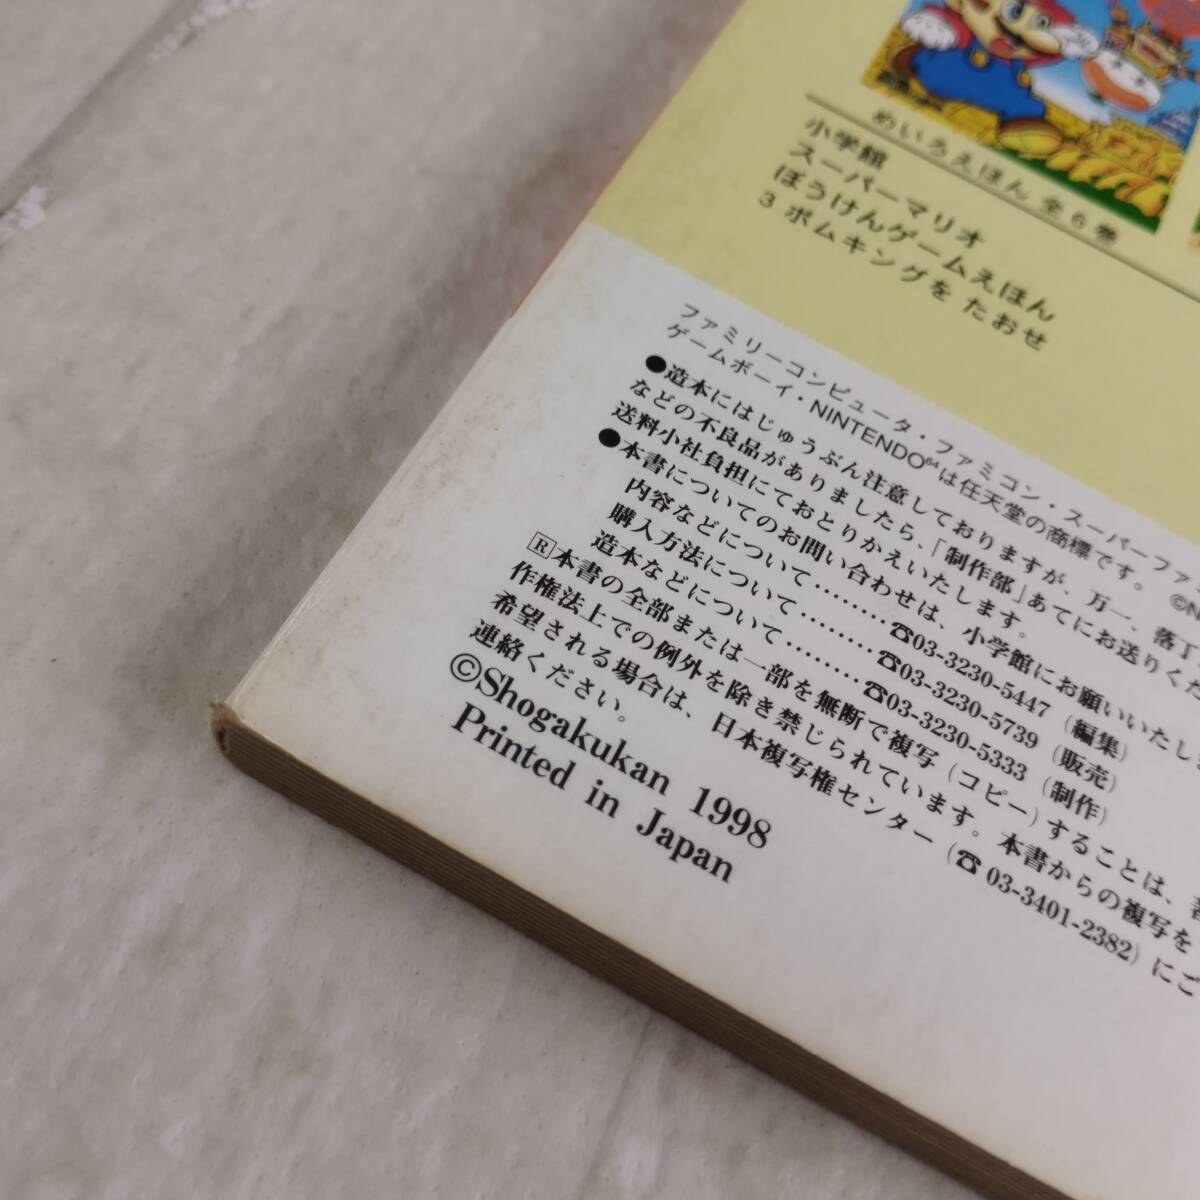 めいろえほん 全6巻
小学館
スーパーマリオ
ぼうけんゲームえほん
3 ボムキングを たおせ
ファミリーコンピュータ・ファミコン・スーパーファ
ゲームボーイ・NINTENDO64は任天堂の商標です。 ©N
●造本にはじゅうぶん注意しておりますが、万一、落丁
などの不良品がありましたら、「制作部」あてにお送りくだ
送料小社負担にておとりかえいたします。
●本書についてのお問い合わせは、小学館にお願いいたしま
内容などについて………☎03-3230-5447（編集）
購入方法について………☎03-3230-5739（販売）
造本などについて………☎03-3230-5333（制作）
R本書の全部または一部を無断で複写（コピー）することは、著
作権法上での例外を除き禁じられています。本書からの複写を
希望される場合は、日本複写権センター（☎03-3401-2382）にご
連絡ください。
©Shogakukan 1998
Printed in Japan